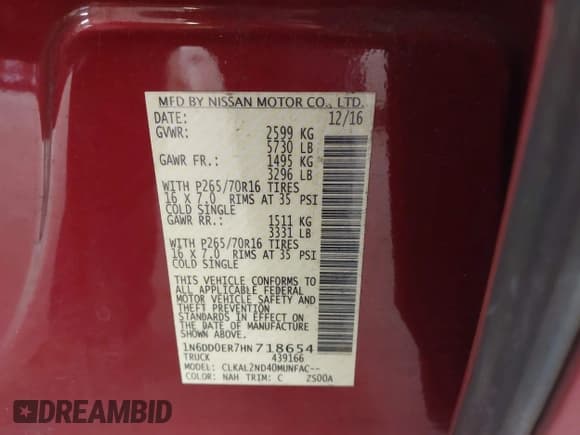 MFD BY NISSAN MOTOR CO., LTD.
DATE: 12/16
GVWR: 2599 KG
5730 LB
GAWR FR.: 1495 KG
3296 LB
WITH P265/70R16 TIRES
16 X 7.0 RIMS AT 35 PSI
COLD SINGLE
GAWR RR.: 1511 KG
3331 LB
WITH P265/70R16 TIRES
16 X 7.0 RIMS AT 35 PSI
COLD SINGLE
THIS VEHICLE CONFORMS TO
ALL APPLICABLE FEDERAL
MOTOR VEHICLE SAFETY AND
THEFT PREVENTION
STANDARDS IN EFFECT ON
THE DATE OF MANUFACTURE
SHOWN ABOVE.
1N6DD0ER7HN718654
TRUCK 439166
MODEL: CLKAL2ND40MUNFAC--
COLOR: NAH TRIM: C 2S00A
DREAMBID